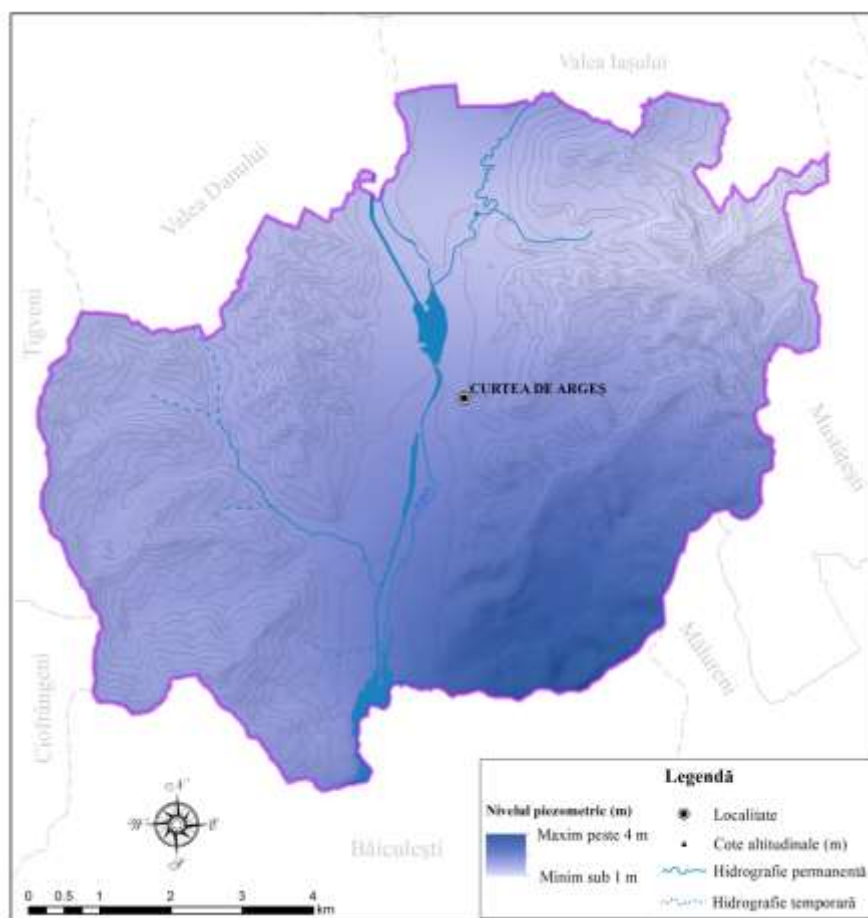 Valea Iașului
Valea Danului
Tigveni
CURTEA DE ARGEȘ
Mușătești
Mălureni
Ciofrângeni
Băiculești
N
V
E
S
0 0.5 1 2 3 4
km
Legendă
Nivelul piezometric (m)
Maxim peste 4 m
Minim sub 1 m
Localitate
Cote altitudinale (m)
Hidrografie permanentă
Hidrografie temporară